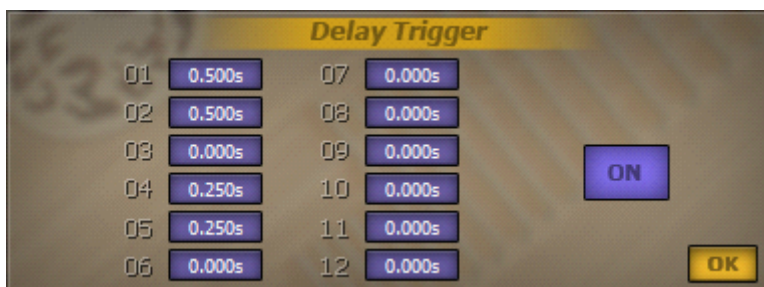 Delay Trigger
01 0.500s 07 0.000s
02 0.500s 08 0.000s
03 0.000s 09 0.000s
04 0.250s 10 0.000s
ON
05 0.250s 11 0.000s
06 0.000s 12 0.000s
OK